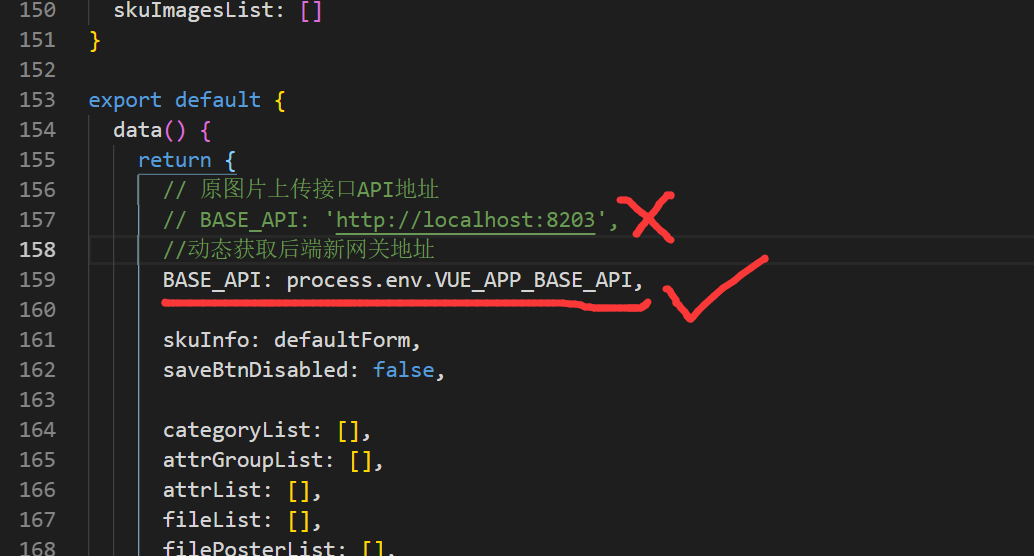 150 skuImagesList: []
151 }
152
153 export default {
154 data() {
155 return {
156 // 原图片上传接口API地址
157 // BASE_API: 'http://localhost:8203',
158 //动态获取后端新网关地址
159 BASE_API: process.env.VUE_APP_BASE_API,
160
161 skuInfo: defaultForm,
162 saveBtnDisabled: false,
163
164 categoryList: [],
165 attrGroupList: [],
166 attrList: [],
167 fileList: [],
168 filePosterList: [],